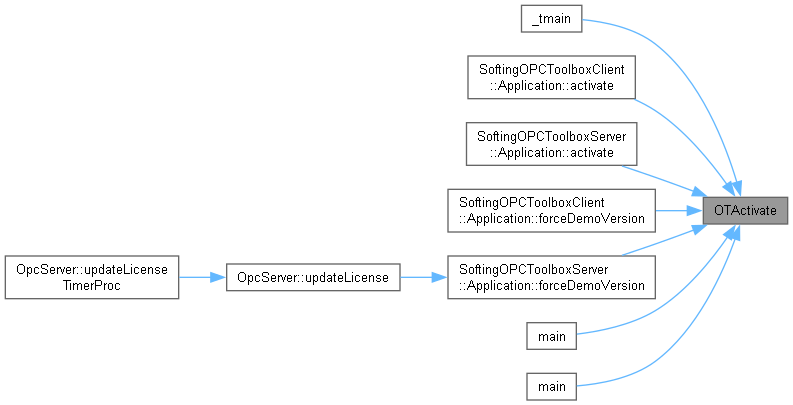 _tmain
SoftingOPCToolboxClient
::Application::activate
SoftingOPCToolboxServer
::Application::activate
SoftingOPCToolboxClient
::Application::forceDemoVersion
OTActivate
OpcServer::updateLicense
TimerProc
OpcServer::updateLicense
SoftingOPCToolboxServer
::Application::forceDemoVersion
main
main